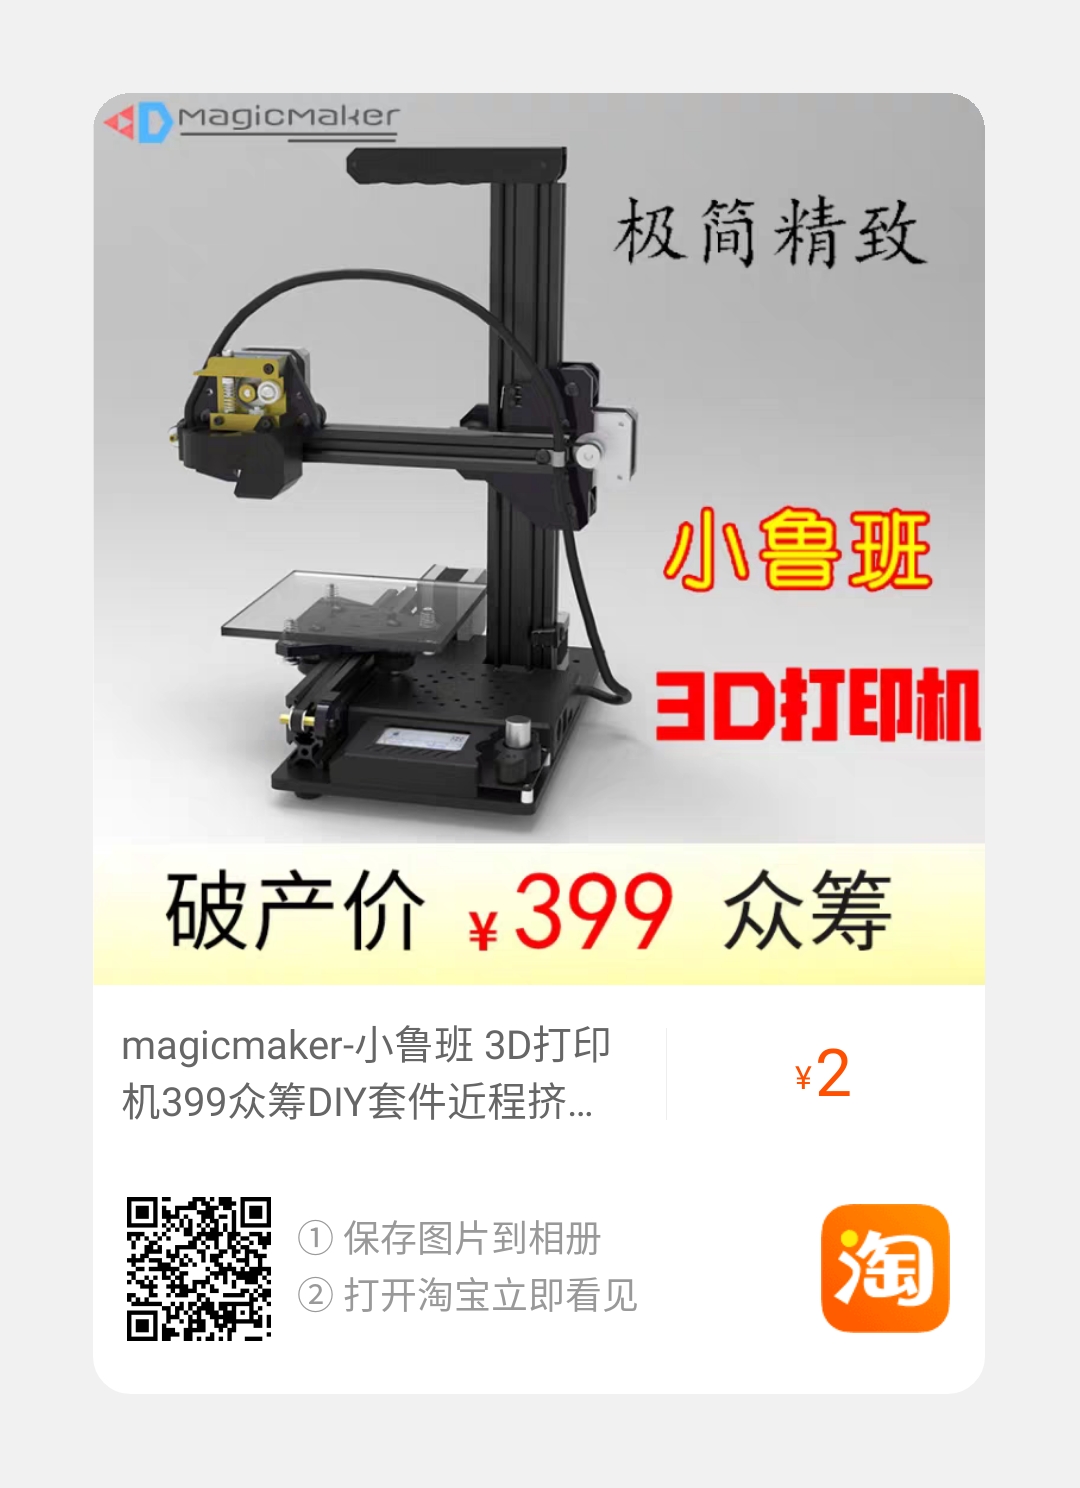 magicmaker
极简精致
小鲁班
3D打印机
破产价 ¥399 众筹
magicmaker-小鲁班 3D打印
机399众筹DIY套件近程挤...
¥2
① 保存图片到相册
② 打开淘宝立即看见
淘